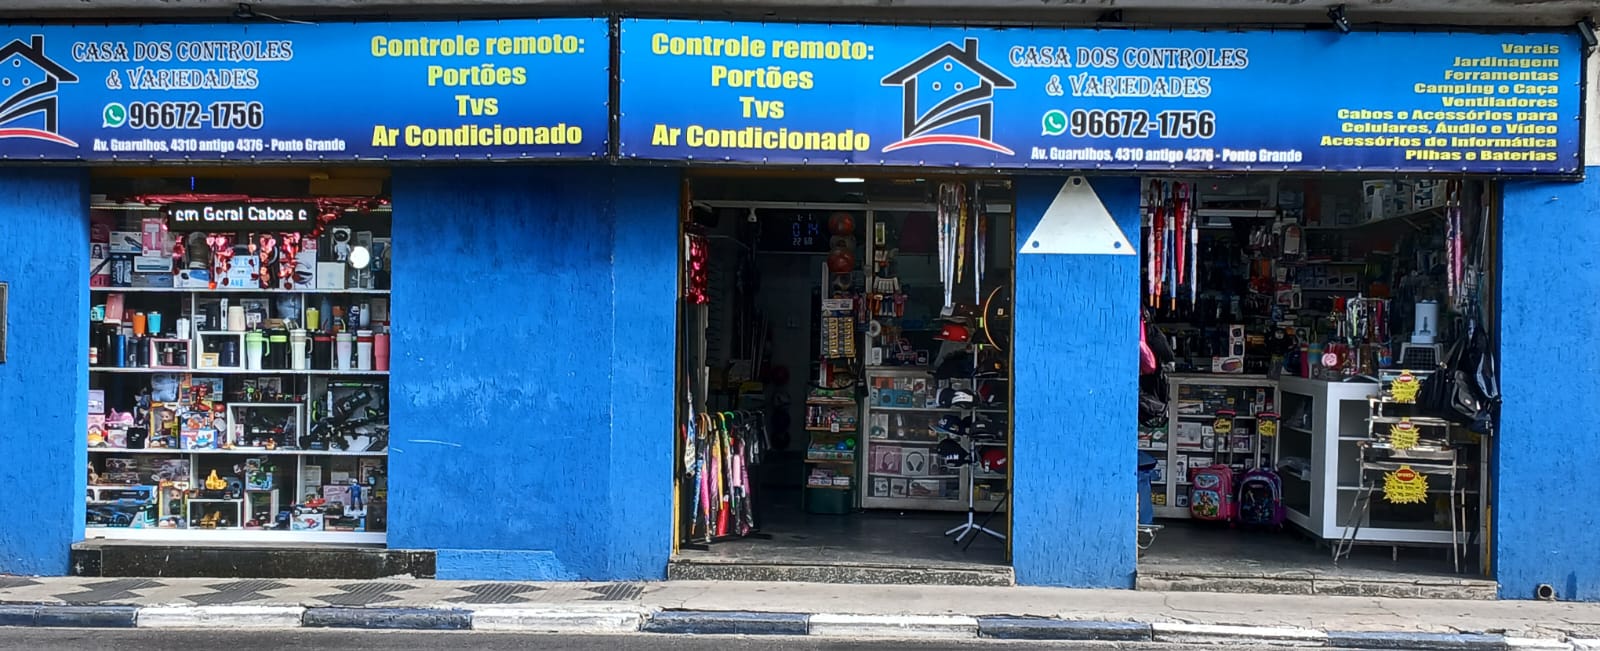 CASA DOS CONTROLES
& VARIEDADES
96672-1756
Av. Guarulhos, 4310 antigo 4376 - Ponte Grande
Controle remoto:
Portões
Tvs
Ar Condicionado
Controle remoto:
Portões
Tvs
Ar Condicionado
CASA DOS CONTROLES
& VARIEDADES
96672-1756
Av. Guarulhos, 4310 antigo 4376 - Ponte Grande
Varais
Jardinagem
Ferramentas
Camping e Caça
Ventiladores
Cabos e Acessórios para
Celulares, Áudio e Vídeo
Acessórios de Informática
Pilhas e Baterias
em Geral Cabos e